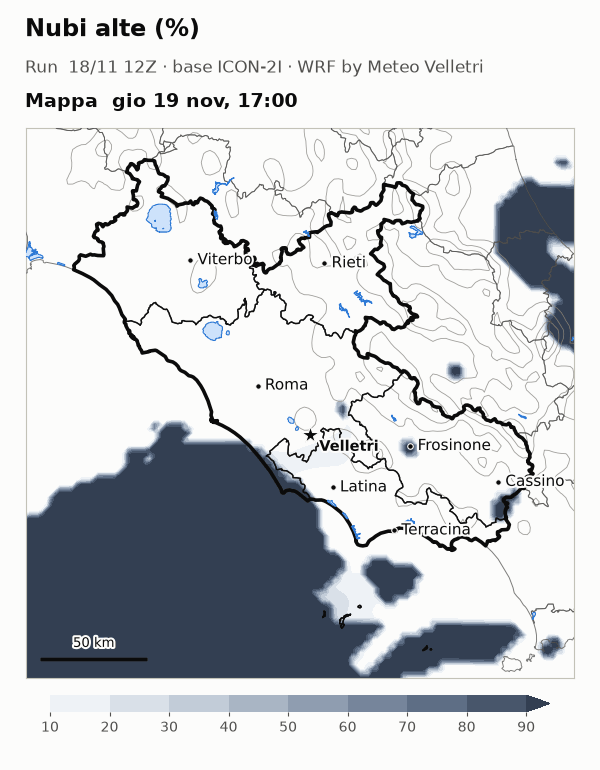 Nubi alte (%)
Run  18/11 12Z · base ICON-2I · WRF by Meteo Velletri
Mappa  gio 19 nov, 17:00
Viterbo
Rieti
Roma
Velletri
Frosinone
Latina
Cassino
Terracina
50 km
10 20 30 40 50 60 70 80 90